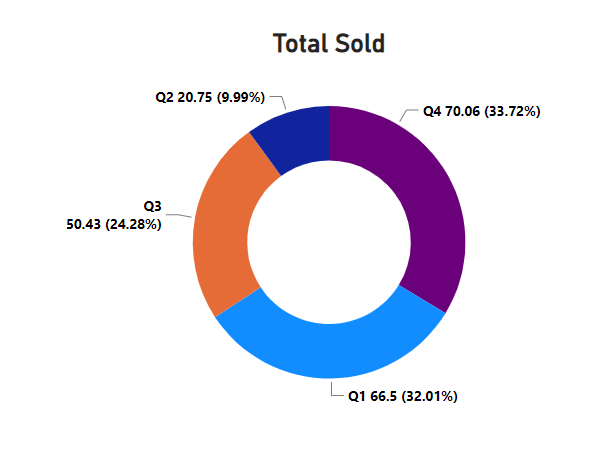 Total Sold
Q2 20.75 (9.99%)
Q4 70.06 (33.72%)
Q3
50.43 (24.28%)
Q1 66.5 (32.01%)